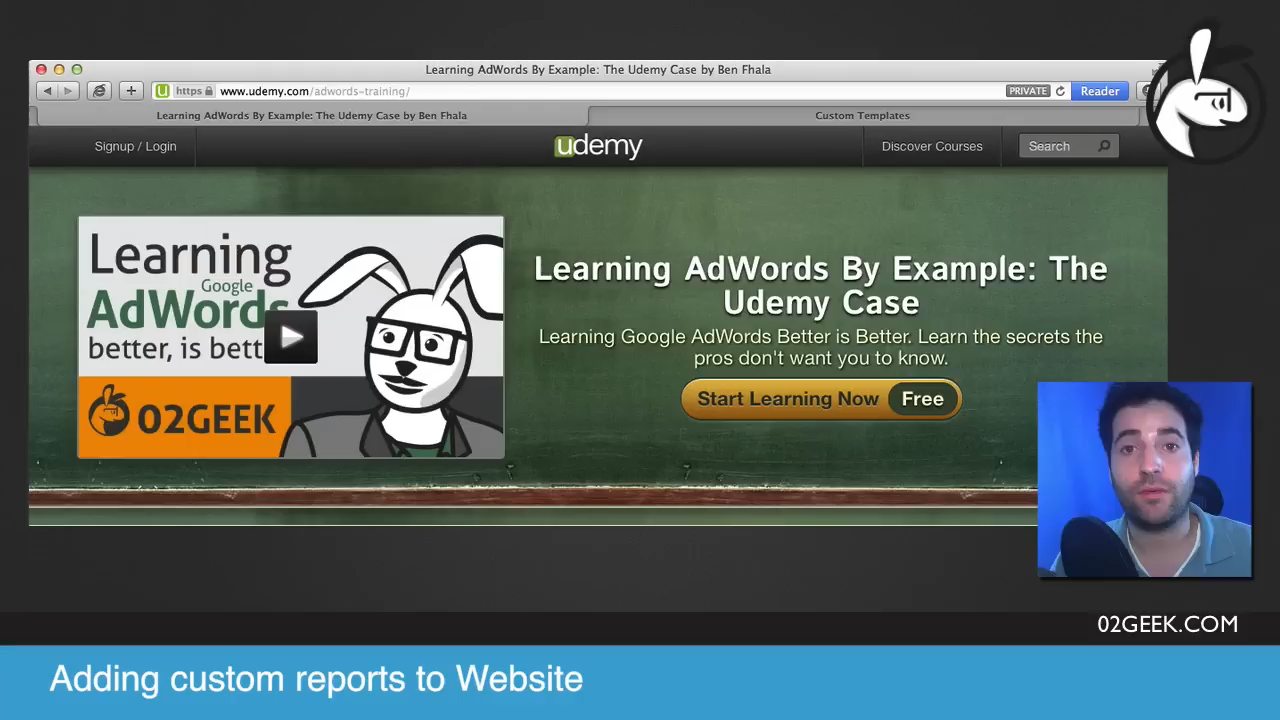 Learning AdWords By Example: The Udemy Case by Ben Fhala
https www.udemy.com/adwords-training/
PRIVATE
Reader
Learning AdWords By Example: The Udemy Case by Ben Fhala
Custom Templates
Signup / Login
udemy
Discover Courses
Search
Learning
Google
AdWords
better, is bett
02GEEK
Learning AdWords By Example: The
Udemy Case
Learning Google AdWords Better is Better. Learn the secrets the
pros don't want you to know.
Start Learning Now Free
02GEEK.COM
Adding custom reports to Website